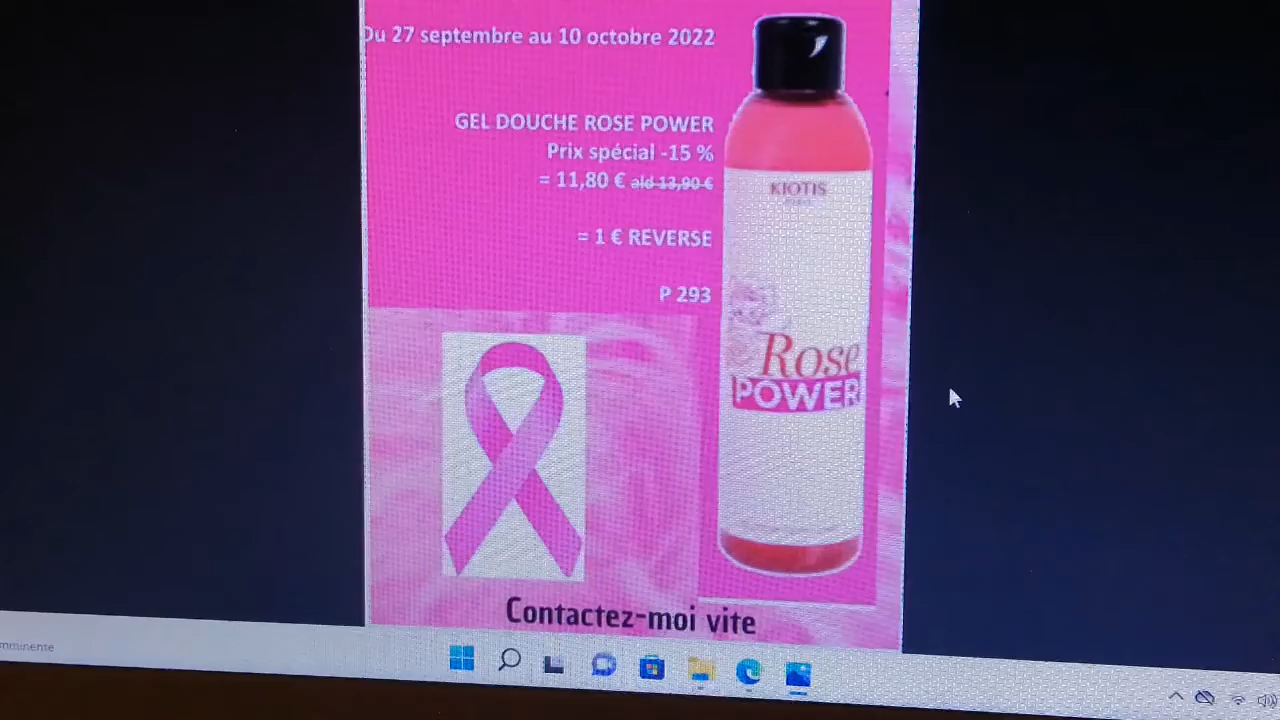 Du 27 septembre au 10 octobre 2022
GEL DOUCHE ROSE POWER
Prix spécial -15 %
= 11,80 € ald 13,90 €
= 1 € REVERSE
P 293
KIOTIS
Rose
POWER
Contactez-moi vite
mminente